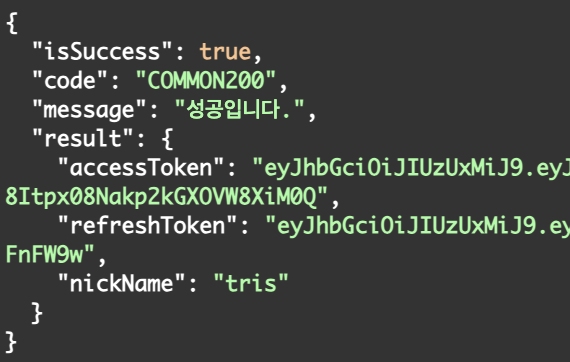 {
"isSuccess": true,
"code": "COMMON200",
"message": "성공입니다.",
"result": {
"accessToken": "eyJhbGciOiJIUzUxMiJ9.eyJ
8Itpx08Nakp2kGXOVW8XiM0Q",
"refreshToken": "eyJhbGciOiJIUzUxMiJ9.ey
FnFW9w",
"nickName": "tris"
}
}